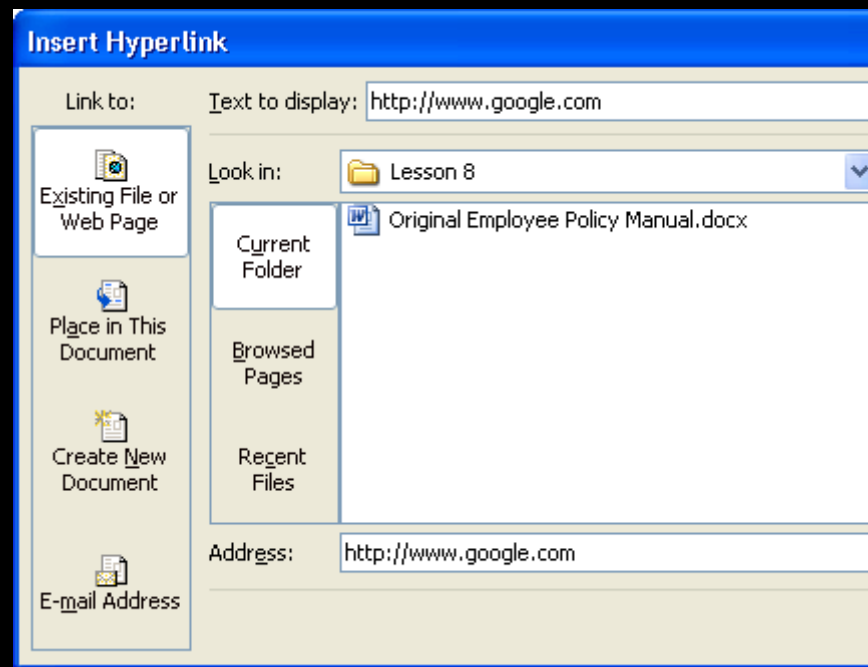 Insert Hyperlink
Link to:
Text to display: http://www.google.com
Existing File or
Web Page
Look in: Lesson 8
Original Employee Policy Manual.docx
Current
Folder
Place in This
Document
Browsed
Pages
Create New
Document
Recent
Files
Address: http://www.google.com
E-mail Address